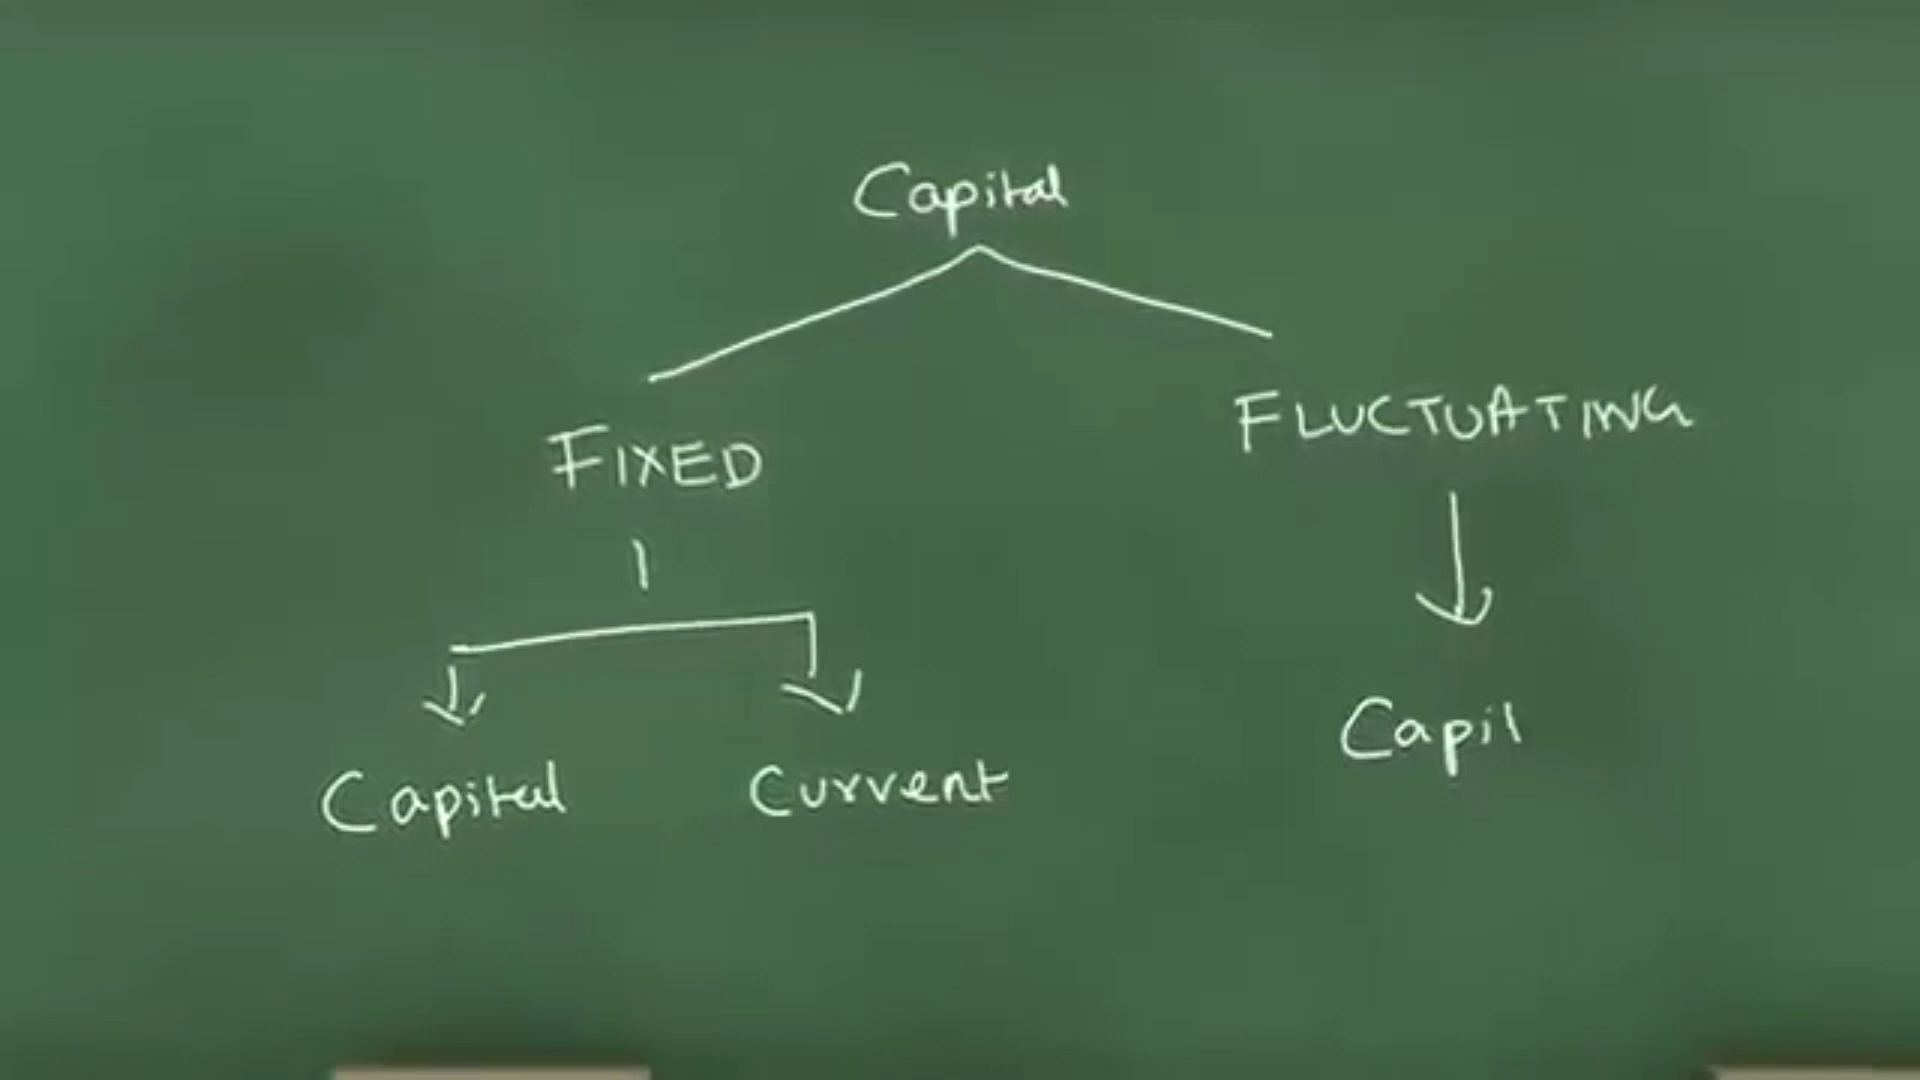 Capital
FIXED
FLUCTUATING
Capital
Current
Capil